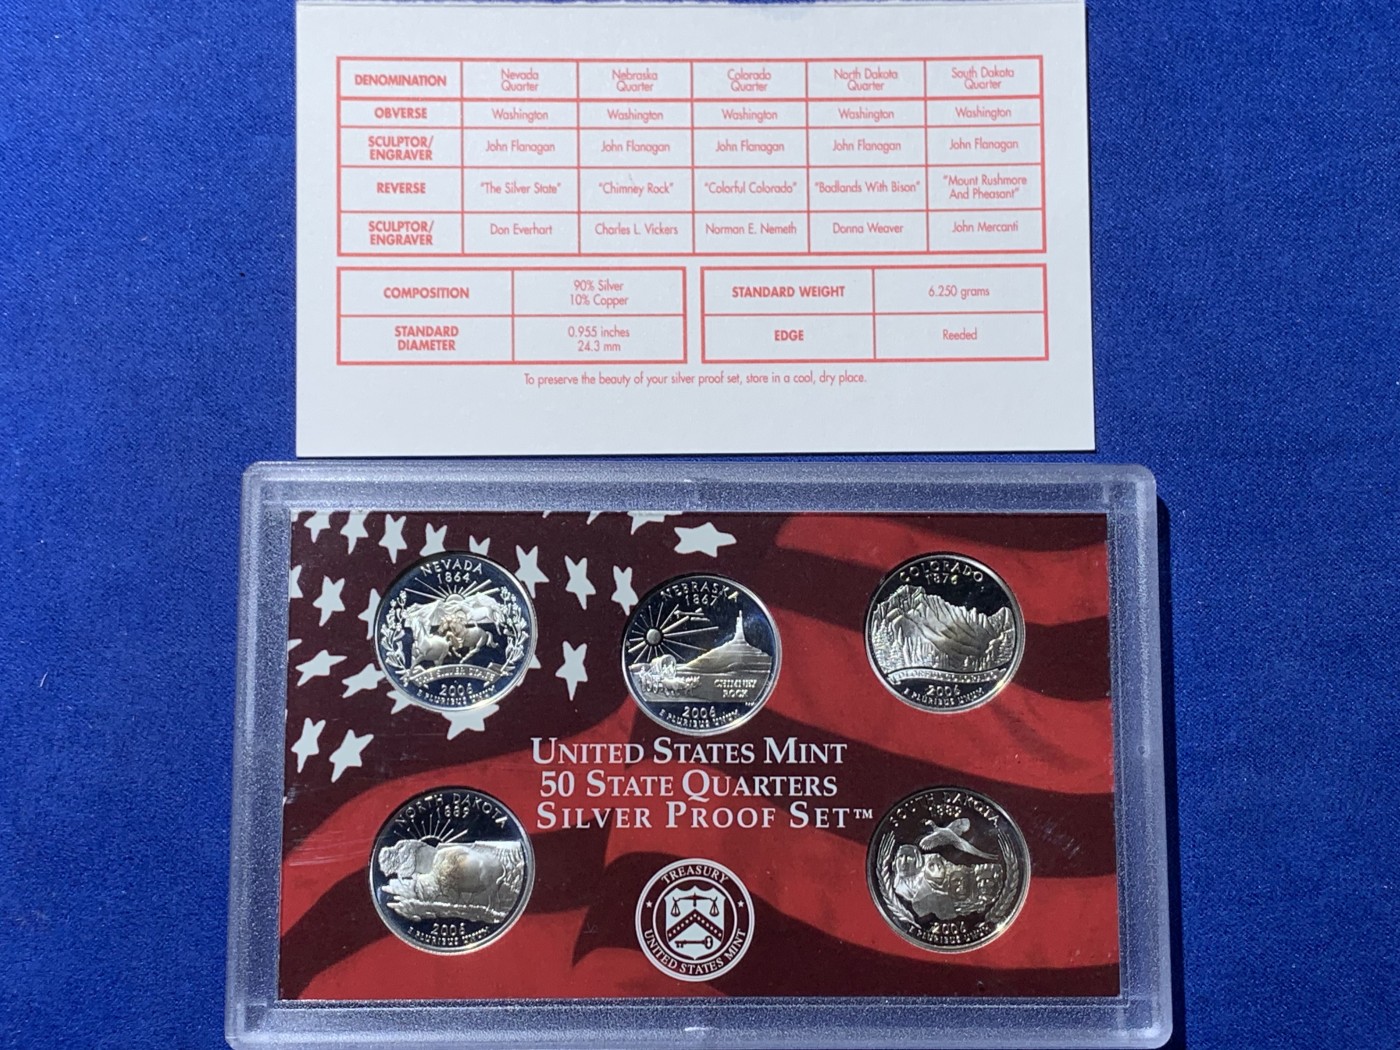 DENOMINATION Nevada Quarter Nebraska Quarter Colorado Quarter North Dakota Quarter South Dakota Quarter
OBVERSE Washington Washington Washington Washington Washington
SCULPTOR/ ENGRAVER John Flanagan John Flanagan John Flanagan John Flanagan John Flanagan
REVERSE "The Silver State" "Chimney Rock" "Colorful Colorado" "Badlands With Bison" "Mount Rushmore And Pheasant"
SCULPTOR/ ENGRAVER Don Everhart Charles L. Vickers Norman E. Nemeth Donna Weaver John Mercanti
COMPOSITION 90% Silver 10% Copper
STANDARD DIAMETER 0.955 inches 24.3 mm
STANDARD WEIGHT 6.250 grams
EDGE Reeded
To preserve the beauty of your silver proof set, store in a cool, dry place.
NEVADA
1864
2006
E PLURIBUS UNUM
NEBRASKA
1867
CHIMNEY
ROCK
2006
E PLURIBUS UNUM
COLORADO
1876
COLORFUL COLORADO
2006
E PLURIBUS UNUM
UNITED STATES MINT
50 STATE QUARTERS
SILVER PROOF SET™
NORTH DAKOTA
1889
2006
E PLURIBUS UNUM
TREASURY
UNITED STATES MINT
SOUTH DAKOTA
1889
2006
E PLURIBUS UNUM